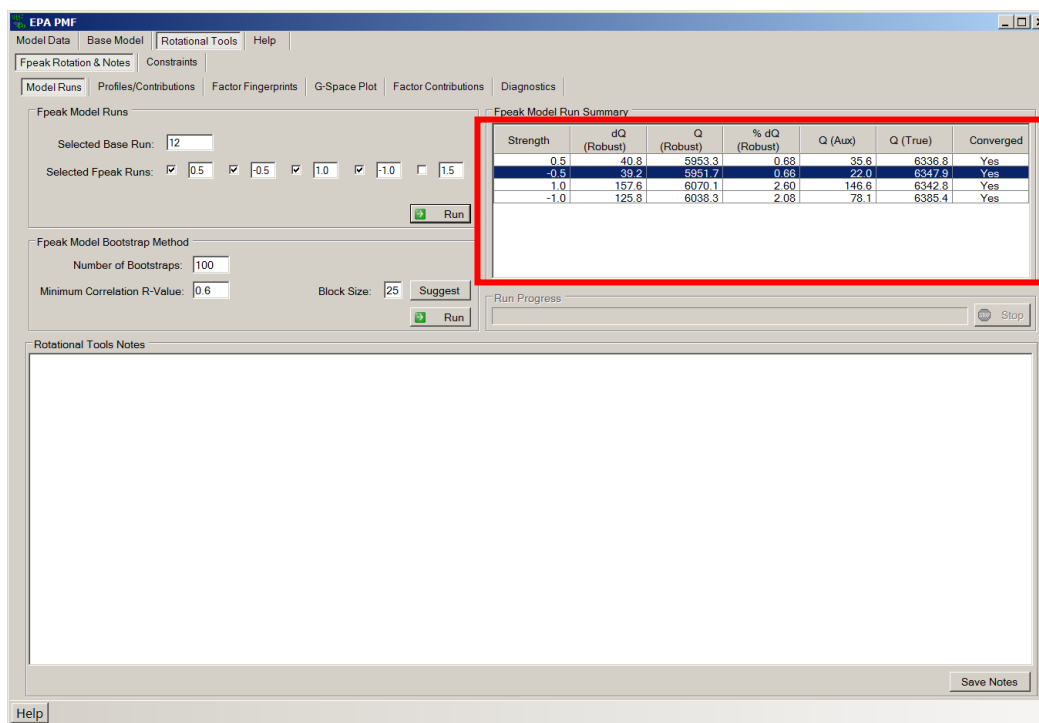 EPA PMF
Model Data Base Model Rotational Tools Help
Fpeak Rotation & Notes Constraints
Model Runs Profiles/Contributions Factor Fingerprints G-Space Plot Factor Contributions Diagnostics
Fpeak Model Runs
Selected Base Run: 12
Selected Fpeak Runs: 0.5 -0.5 1.0 -1.0 1.5
Run
Fpeak Model Bootstrap Method
Number of Bootstraps: 100
Minimum Correlation R-Value: 0.6 Block Size: 25 Suggest
Run
Fpeak Model Run Summary
Strength dQ (Robust) Q (Robust) % dQ (Robust) Q (Aux) Q (True) Converged
0.5 40.8 5953.3 0.68 35.6 6336.8 Yes
-0.5 39.2 5951.7 0.66 22.0 6347.9 Yes
1.0 157.6 6070.1 2.60 146.6 6342.8 Yes
-1.0 125.8 6038.3 2.08 78.1 6385.4 Yes
Run Progress
STOP Stop
Rotational Tools Notes
Save Notes
Help